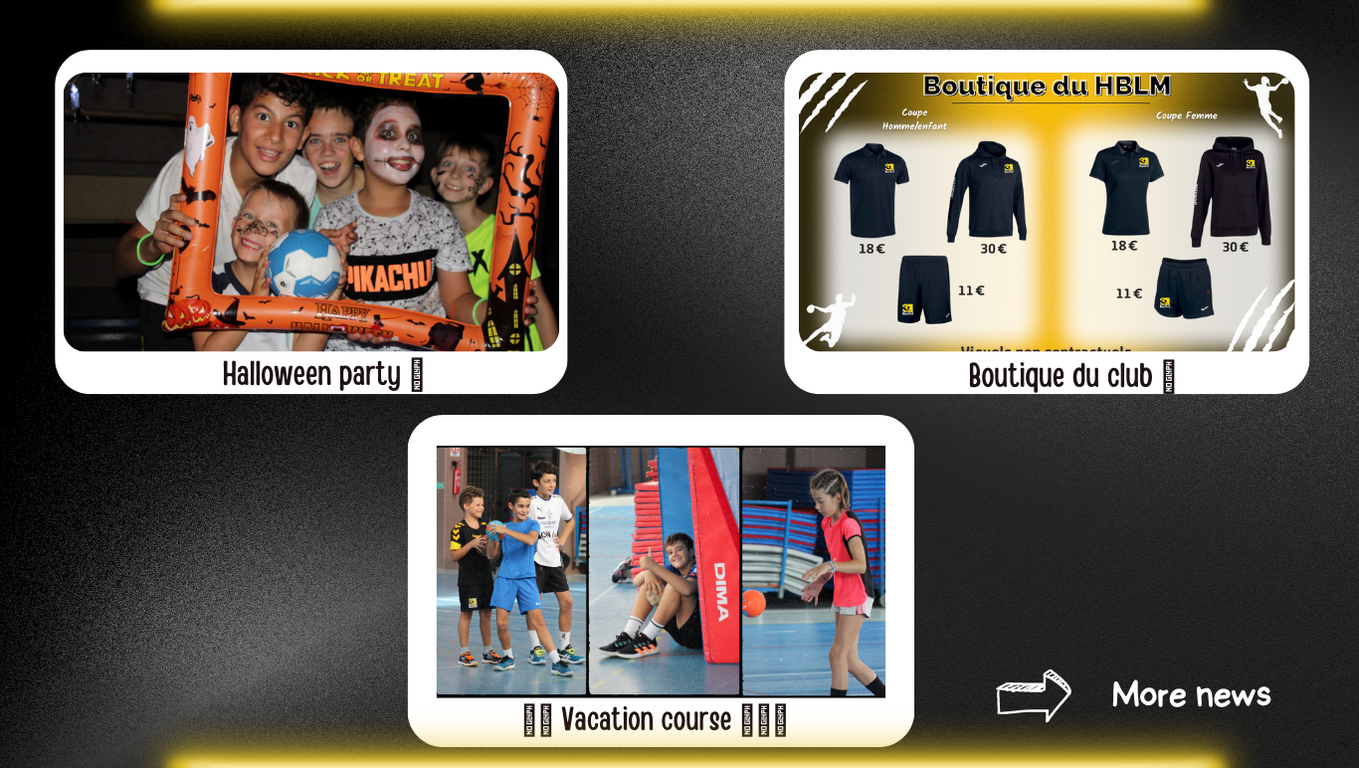 OR TREAT
PIKACHU
HAPPY
Halloween party
Boutique du HBLM
Coupe
Homme/enfant
Coupe Femme
18€
30€
18€
30€
11€
11€
Boutique du club
DIMA
Vacation course
More news